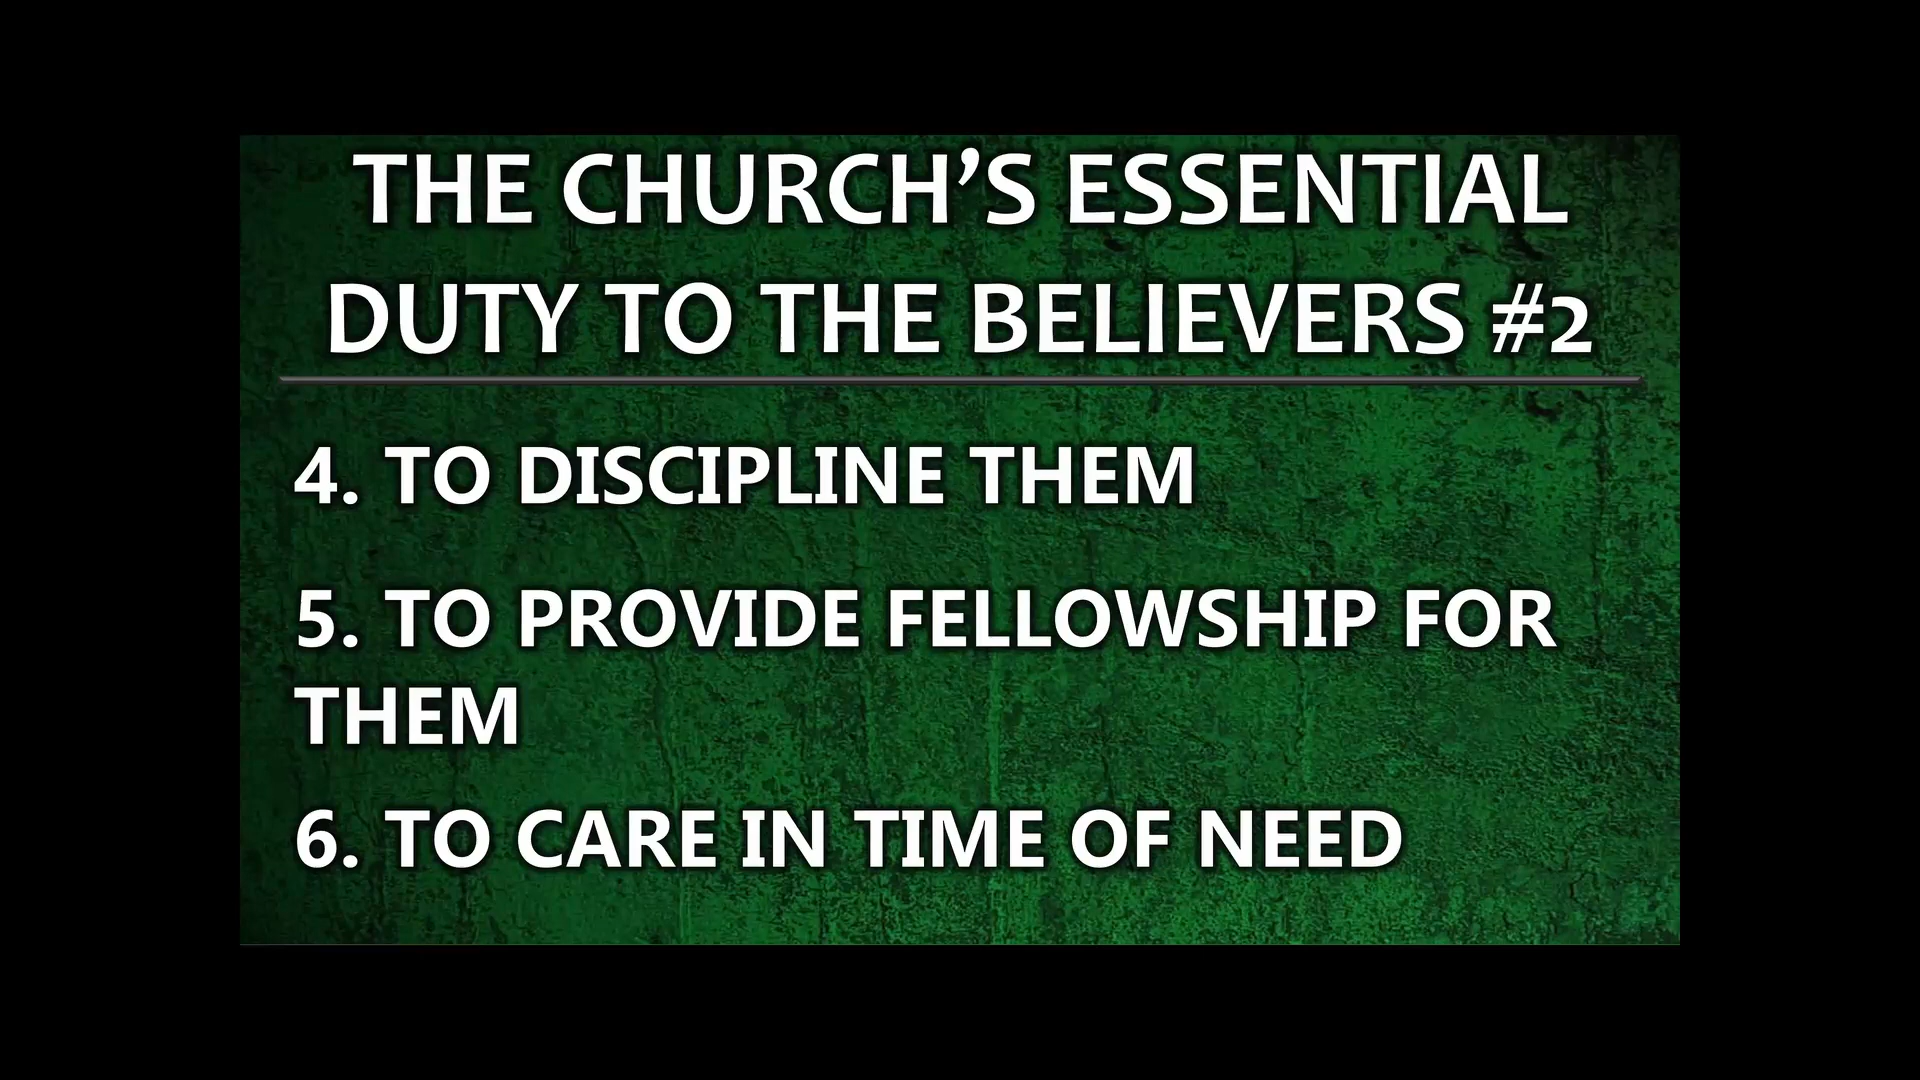 THE CHURCH’S ESSENTIAL
DUTY TO THE BELIEVERS #2
4. TO DISCIPLINE THEM
5. TO PROVIDE FELLOWSHIP FOR
THEM
6. TO CARE IN TIME OF NEED